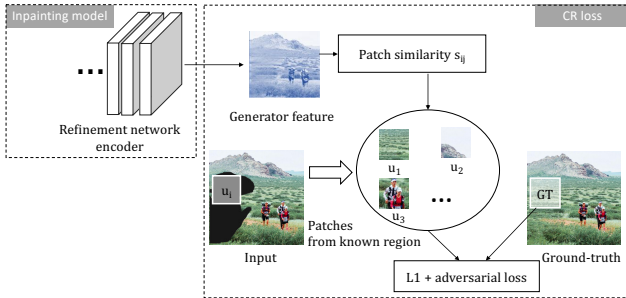 Inpainting model
CR loss
Patch similarity s_ij
Refinement network
encoder
Generator feature
u_1
u_2
u_i
GT
u_3
Patches
from known region
Input
Ground-truth
L1 + adversarial loss